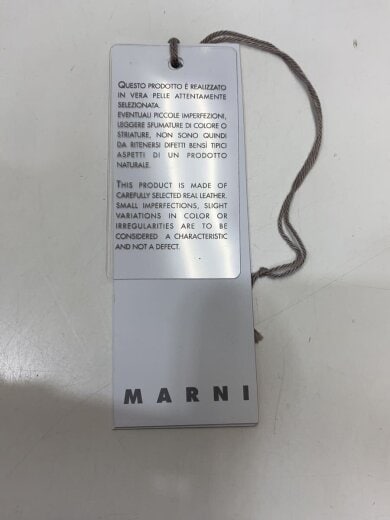 QUESTO PRODOTTO È REALIZZATO
IN VERA PELLE ATTENTAMENTE
SELEZIONATA.
EVENTUALI PICCOLE IMPERFEZIONI,
LEGGERE SFUMATURE DI COLORE O
STRIATURE, NON SONO QUINDI
DA RITENERSI DIFETTI BENSÌ TIPICI
ASPETTI DI UN PRODOTTO
NATURALE.
THIS PRODUCT IS MADE OF
CAREFULLY SELECTED REAL LEATHER.
SMALL IMPERFECTIONS, SLIGHT
VARIATIONS IN COLOR OR
IRREGULARITIES ARE TO BE
CONSIDERED A CHARACTERISTIC
AND NOT A DEFECT.
MARNI